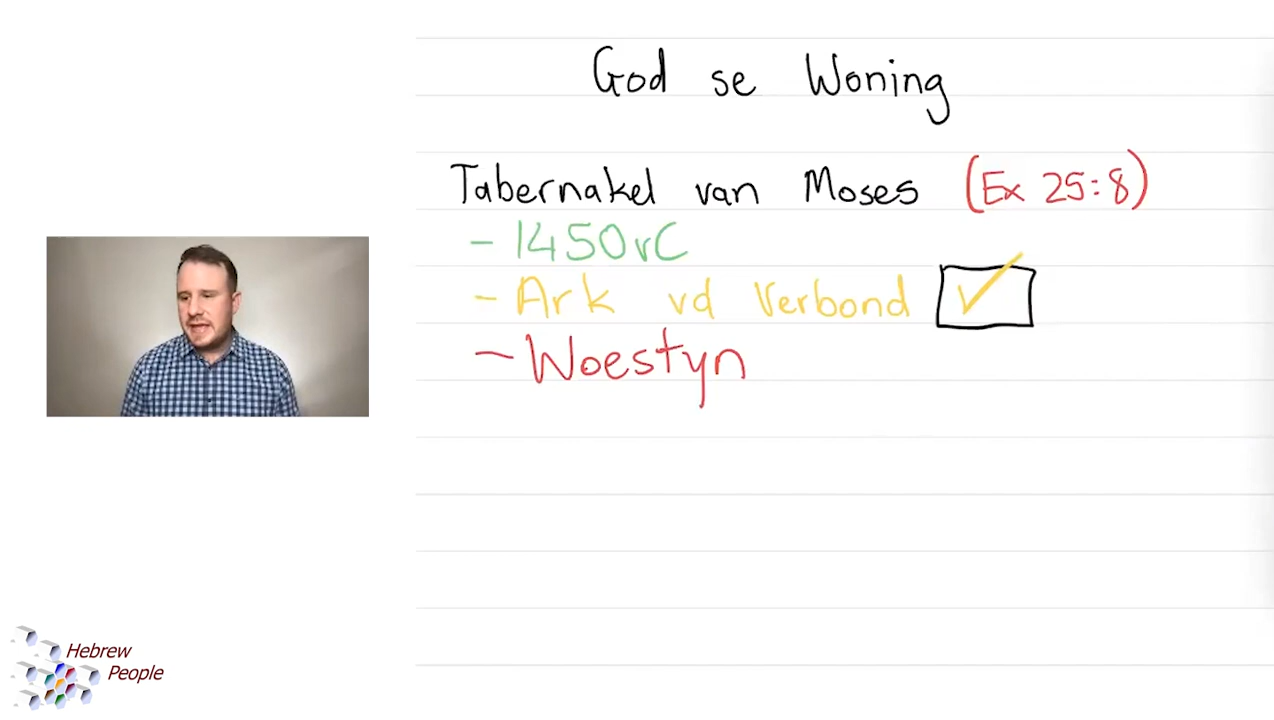 God se Woning
Tabernakel van Moses (Ex 25:8)
- 1450vC
- Ark vd Verbond ✓
- Woestyn
Hebrew
People